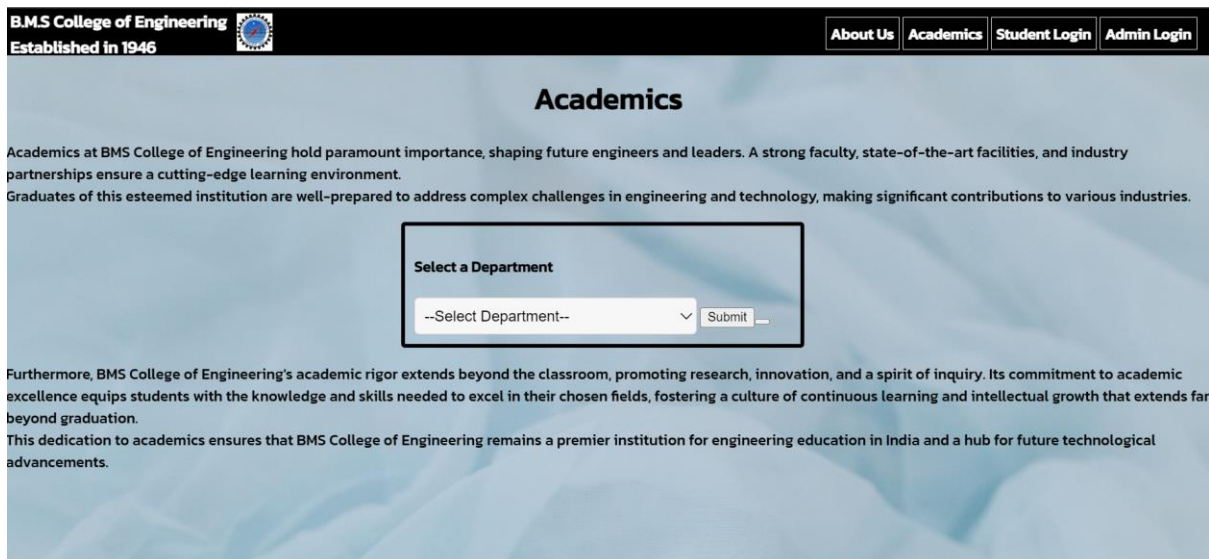 B.M.S College of Engineering
Established in 1946
About Us Academics Student Login Admin Login
Academics
Academics at BMS College of Engineering hold paramount importance, shaping future engineers and leaders. A strong faculty, state-of-the-art facilities, and industry
partnerships ensure a cutting-edge learning environment.
Graduates of this esteemed institution are well-prepared to address complex challenges in engineering and technology, making significant contributions to various industries.
Select a Department
--Select Department-- Submit
Furthermore, BMS College of Engineering's academic rigor extends beyond the classroom, promoting research, innovation, and a spirit of inquiry. Its commitment to academic
excellence equips students with the knowledge and skills needed to excel in their chosen fields, fostering a culture of continuous learning and intellectual growth that extends far
beyond graduation.
This dedication to academics ensures that BMS College of Engineering remains a premier institution for engineering education in India and a hub for future technological
advancements.